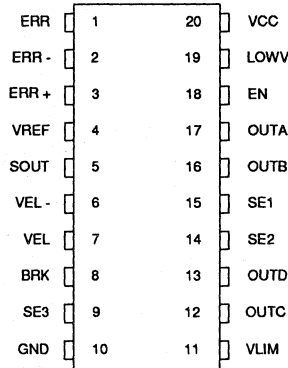 ERR 1 20 VCC
ERR - 2 19 LOWV
ERR + 3 18 EN
VREF 4 17 OUTA
SOUT 5 16 OUTB
VEL - 6 15 SE1
VEL 7 14 SE2
BRK 8 13 OUTD
SE3 9 12 OUTC
GND 10 11 VLIM